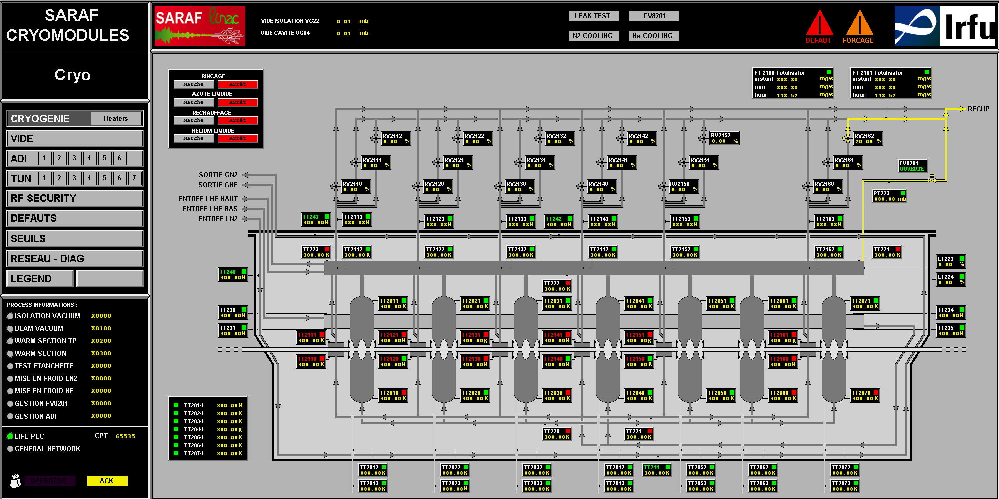 SARAF
CRYOMODULES
Cryo
CRYOGENIE Heaters
VIDE
ADI 1 2 3 4 5 6
TUN 1 2 3 4 5 6 7
RF SECURITY
DEFAUTS
SEUILS
RESEAU - DIAG
LEGEND
PROCESS INFORMATIONS :
ISOLATION VACUUM X0000
BEAM VACUUM X0100
WARM SECTION TP X0200
WARM SECTION X0300
TEST ETANCHEITE X0000
MISE EN FROID LN2 X0000
MISE EN FROID HE X0000
GESTION FV8201 X0000
GESTION ADI X0000
LIFE PLC CPT 65535
GENERAL NETWORK
OPERATOR ACK
SARAF linac
VIDE ISOLATION VG22 0.01 mb
VIDE CAVITE VG04 0.01 mb
LEAK TEST FV8201
N2 COOLING He COOLING
DEFAUT FORCAGE
Irfu
RINCAGE
Marche Arrêt
AZOTE LIQUIDE
Marche Arrêt
RECHAUFFAGE
Marche Arrêt
HELIUM LIQUIDE
Marche Arrêt
FT 2100 Totalisator
instant 888.88 mg/s
min 888.88 mg/s
hour 118.52 mg/s
FT 2101 Totalisator
instant 888.88 mg/s
min 888.88 mg/s
hour 118.52 mg/s
RECUP
RV2112
0.00 %
RV2122
0.00 %
RV2132
0.00 %
RV2142
0.00 %
RV2152
0.00 %
RV2162
20.00 %
RV2111
0.00 %
RV2121
0.00 %
RV2131
0.00 %
RV2141
0.00 %
RV2151
0.00 %
RV2161
0.00 %
FV8201
OUVERTE
RV2110
0.00 %
RV2120
0.00 %
RV2130
0.00 %
RV2140
0.00 %
RV2150
0.00 %
RV2160
0.00 %
PT223
888.88 mb
SORTIE GN2
SORTIE GHE
ENTREE LHE HAUT
ENTREE LHE BAS
ENTREE LN2
TT243
300.00K
TT2113
888.88K
TT2123
888.88K
TT2133
888.88K
TT242
300.00K
TT2143
888.88K
TT2153
888.88K
TT2163
888.88K
TT223
300.00K
TT2112
300.00K
TT2122
300.00K
TT2132
300.00K
TT2142
300.00K
TT2152
300.00K
TT2162
300.00K
TT224
300.00K
LT223
0.00 %
LT224
0.00 %
TT240
300.00K
TT222
300.00K
TT2011
300.00K
TT2021
300.00K
TT2031
300.00K
TT2041
300.00K
TT2051
300.00K
TT2061
300.00K
TT2071
300.00K
TT230
300.00K
TT231
300.00K
TT234
300.00K
TT235
300.00K
TT2111
300.00K
TT2121
300.00K
TT2131
300.00K
TT2141
300.00K
TT2151
300.00K
TT2161
300.00K
TT2110
300.00K
TT2120
300.00K
TT2130
300.00K
TT2140
300.00K
TT2150
300.00K
TT2160
300.00K
TT2010
300.00K
TT2020
300.00K
TT2030
300.00K
TT2040
300.00K
TT2050
300.00K
TT2060
300.00K
TT2070
300.00K
TT2014 300.00K
TT2024 300.00K
TT2034 300.00K
TT2044 300.00K
TT2054 300.00K
TT2064 300.00K
TT2074 300.00K
TT220
300.00K
TT221
300.00K
TT2012
888.88K
TT2022
888.88K
TT2032
888.88K
TT2042
888.88K
TT241
300.00K
TT2052
888.88K
TT2062
888.88K
TT2072
888.88K
TT2013
888.88K
TT2023
888.88K
TT2033
888.88K
TT2043
888.88K
TT2053
888.88K
TT2063
888.88K
TT2073
888.88K